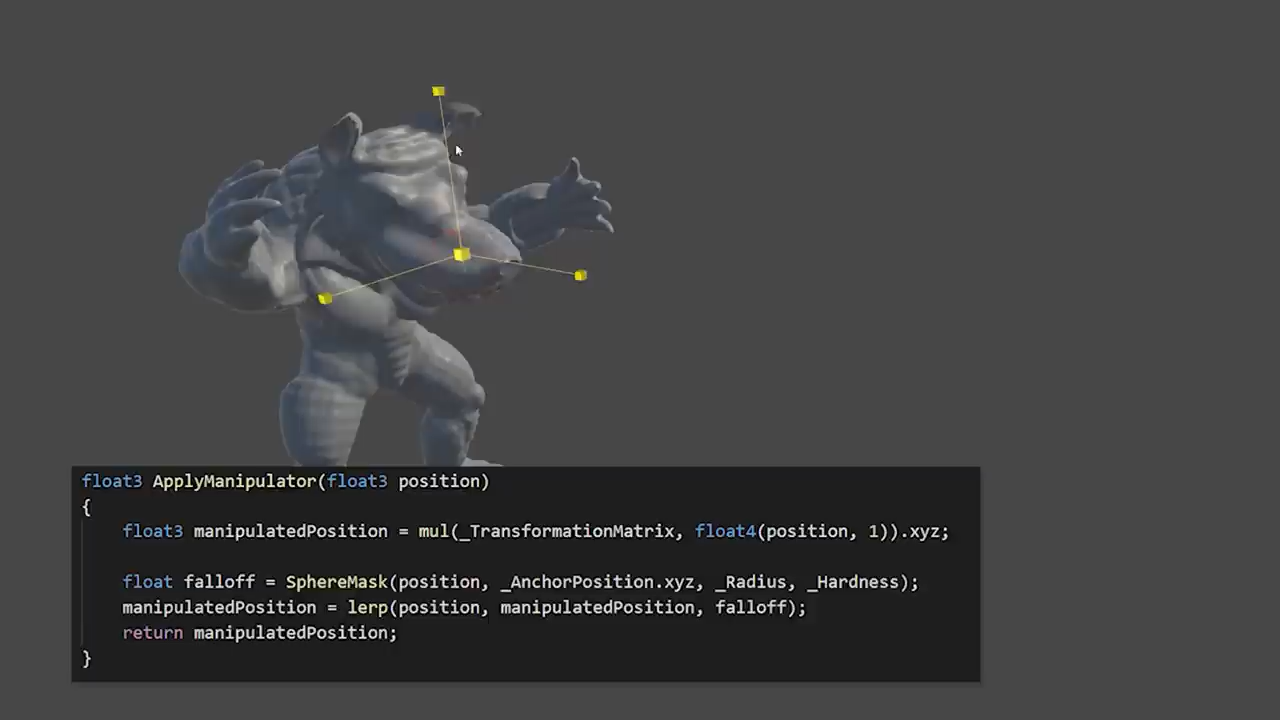 float3 ApplyManipulator(float3 position)
{
float3 manipulatedPosition = mul(_TransformationMatrix, float4(position, 1)).xyz;
float falloff = SphereMask(position, _AnchorPosition.xyz, _Radius, _Hardness);
manipulatedPosition = lerp(position, manipulatedPosition, falloff);
return manipulatedPosition;
}